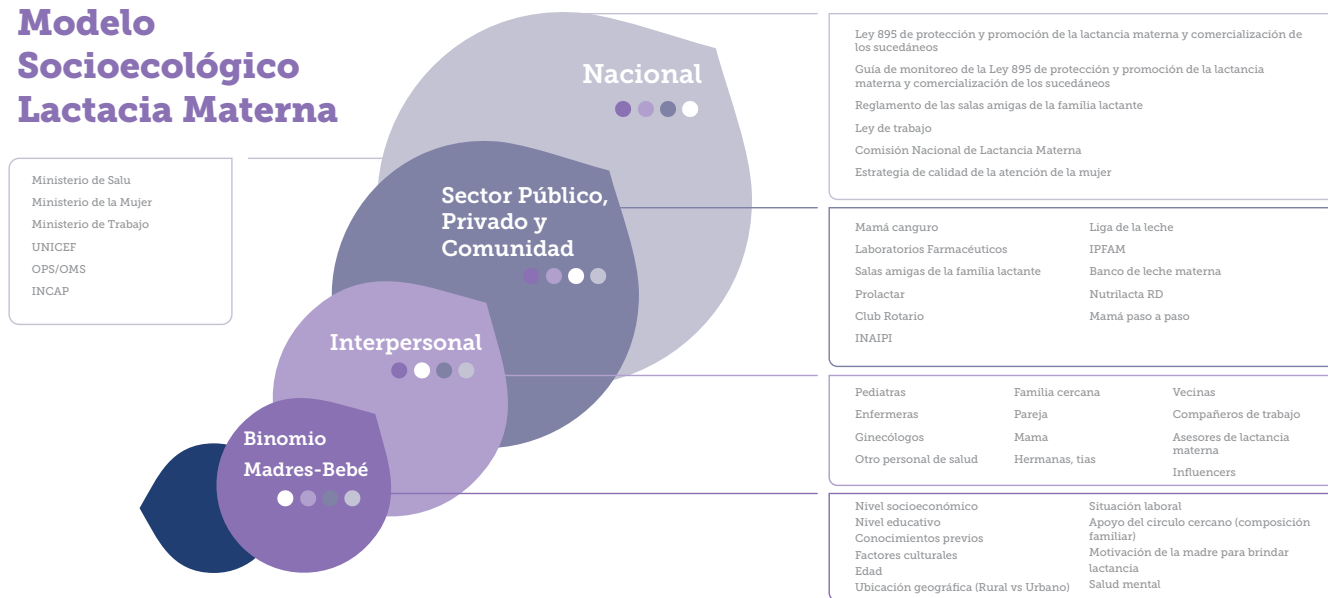 Modelo
Socioecológico
Lactacia Materna
Ministerio de Salu
Ministerio de la Mujer
Ministerio de Trabajo
UNICEF
OPS/OMS
INCAP
Nacional
Sector Público,
Privado y
Comunidad
Interpersonal
Binomio
Madres-Bebé
Ley 895 de protección y promoción de la lactancia materna y comercialización de
los sucedáneos
Guía de monitoreo de la Ley 895 de protección y promoción de la lactancia
materna y comercialización de los sucedáneos
Reglamento de las salas amigas de la familia lactante
Ley de trabajo
Comisión Nacional de Lactancia Materna
Estrategia de calidad de la atención de la mujer
Mamá canguro
Laboratorios Farmacéuticos
Salas amigas de la familia lactante
Prolactar
Club Rotario
INAIPI
Liga de la leche
IPFAM
Banco de leche materna
Nutrilacta RD
Mamá paso a paso
Pediatras
Enfermeras
Ginecólogos
Otro personal de salud
Familia cercana
Pareja
Mama
Hermanas, tias
Vecinas
Compañeros de trabajo
Asesores de lactancia
materna
Influencers
Nivel socioeconómico
Nivel educativo
Conocimientos previos
Factores culturales
Edad
Ubicación geográfica (Rural vs Urbano)
Situación laboral
Apoyo del circulo cercano (composición
familiar)
Motivación de la madre para brindar
lactancia
Salud mental